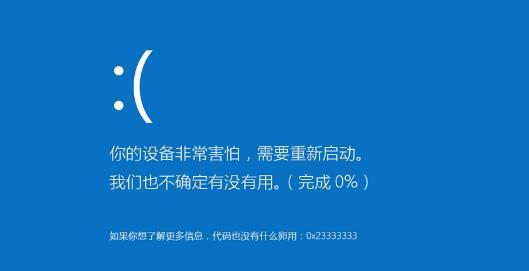 :(
你的设备非常害怕，需要重新启动。
我们也不确定有没有用。（完成 0%）
如果你想了解更多信息，代码也没有什么卵用：0x23333333